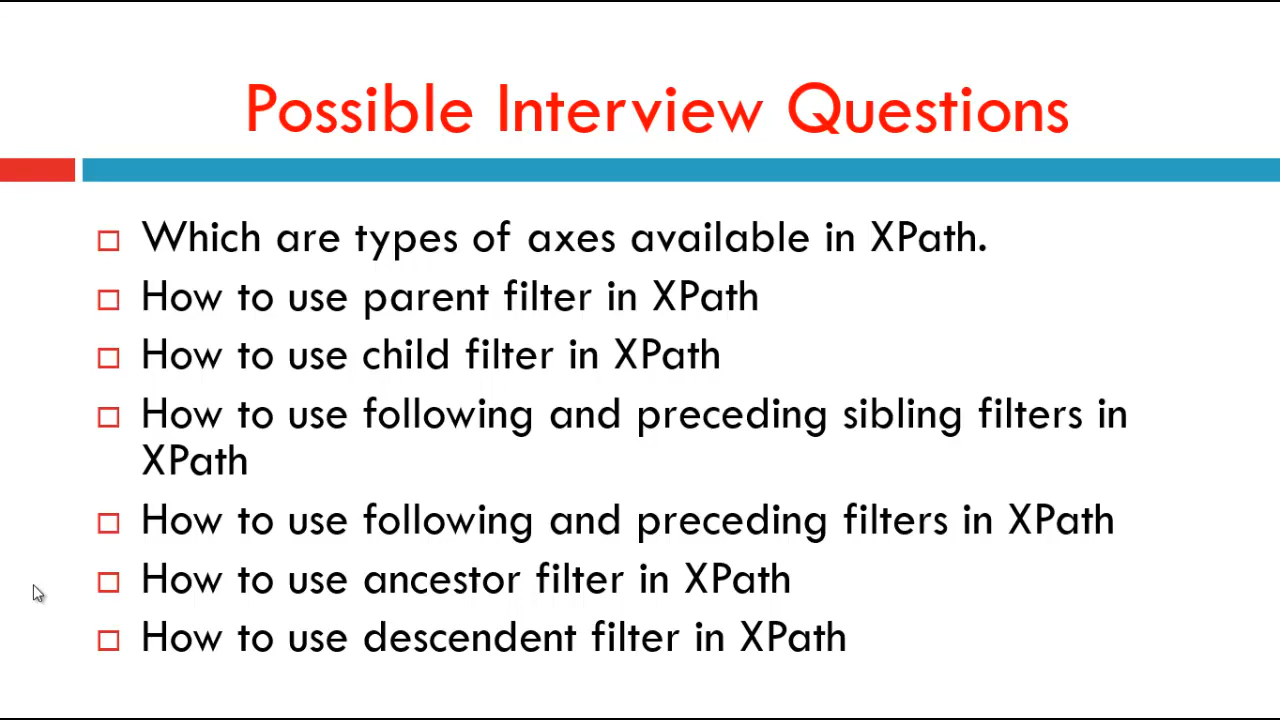 Possible Interview Questions
Which are types of axes available in XPath.
How to use parent filter in XPath
How to use child filter in XPath
How to use following and preceding sibling filters in
XPath
How to use following and preceding filters in XPath
How to use ancestor filter in XPath
How to use descendent filter in XPath